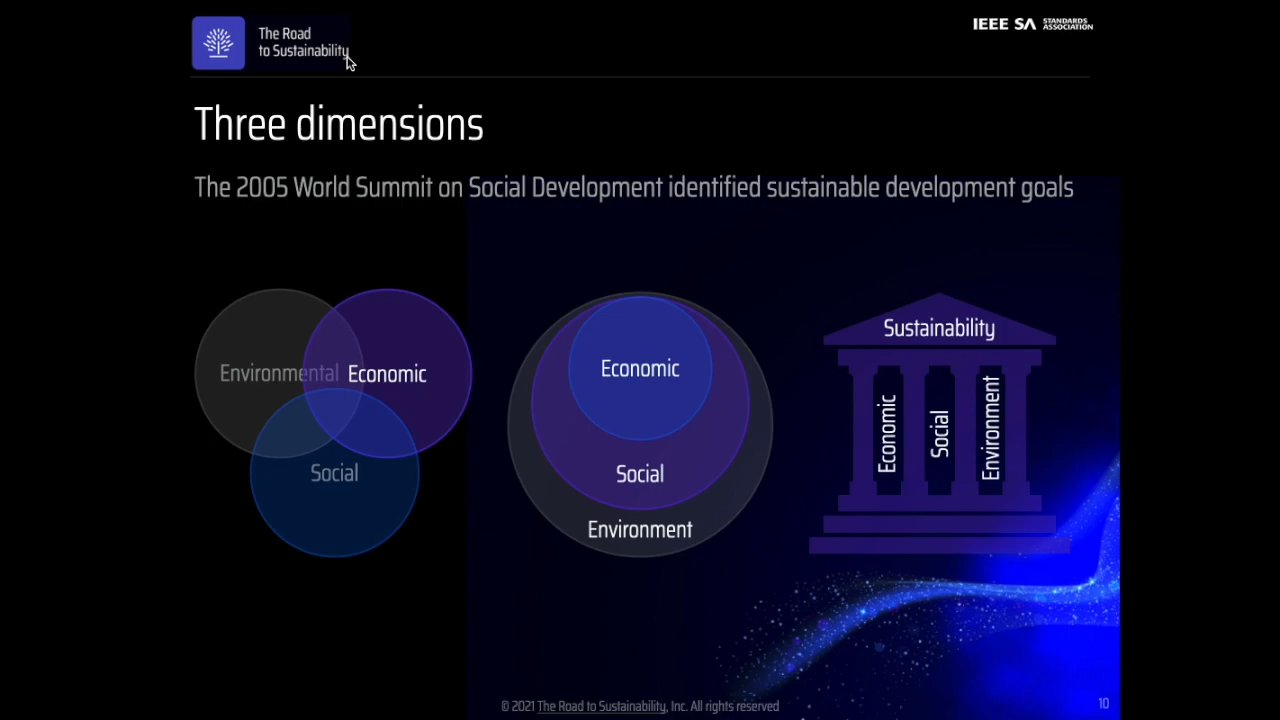 The Road
to Sustainability
IEEE SA STANDARDS
ASSOCIATION
Three dimensions
The 2005 World Summit on Social Development identified sustainable development goals
Environmental
Economic
Social
Economic
Social
Environment
Sustainability
Economic
Social
Environment
© 2021 The Road to Sustainability, Inc. All rights reserved
10